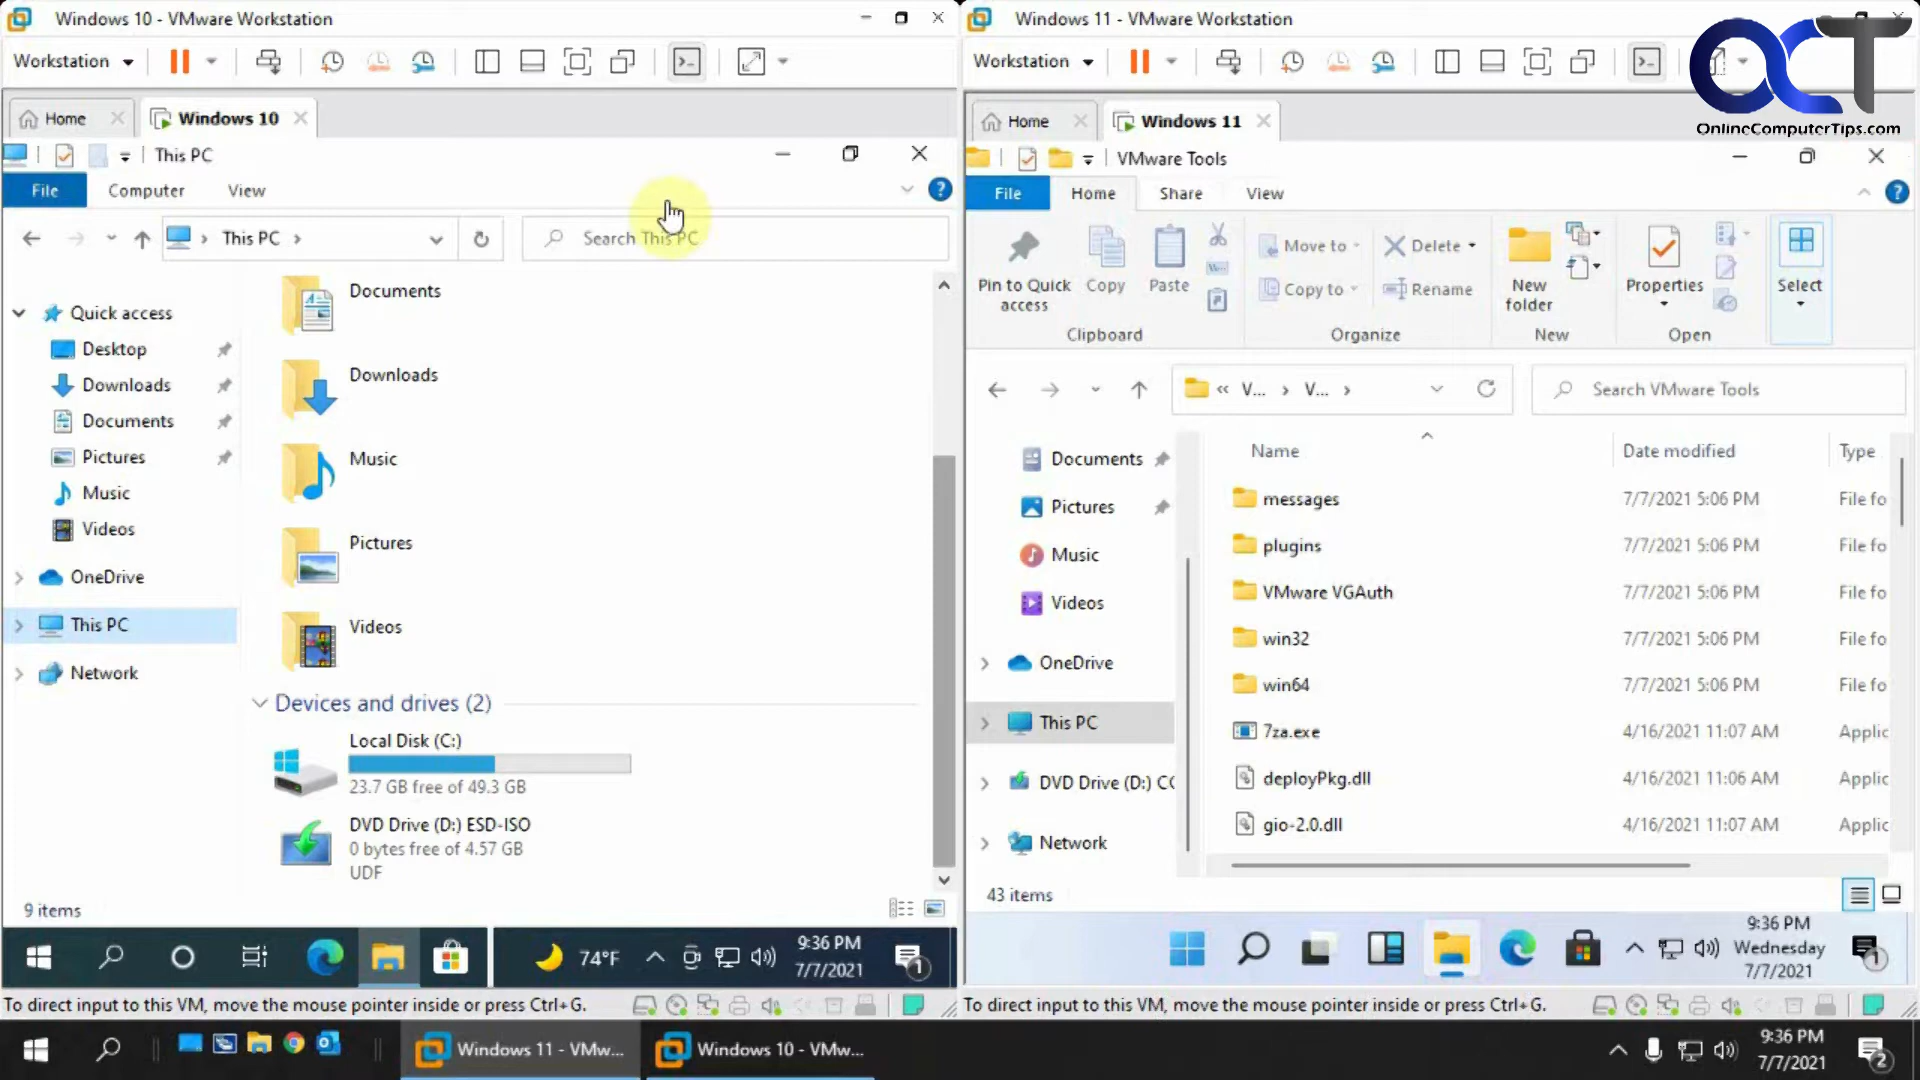 Windows 10 - VMware Workstation
Workstation
Home
Windows 10
This PC
File
Computer
View
This PC
Search This PC
Quick access
Desktop
Downloads
Documents
Pictures
Music
Videos
OneDrive
This PC
Network
Documents
Downloads
Music
Pictures
Videos
Devices and drives (2)
Local Disk (C:)
23.7 GB free of 49.3 GB
DVD Drive (D:) ESD-ISO
0 bytes free of 4.57 GB
UDF
9 items
74°F
9:36 PM
7/7/2021
1
To direct input to this VM, move the mouse pointer inside or press Ctrl+G.
Windows 11 - VMware Workstation
Workstation
OCT
OnlineComputerTips.com
Home
Windows 11
VMware Tools
File
Home
Share
View
Pin to Quick access
Copy
Paste
Clipboard
Move to
Copy to
Delete
Rename
Organize
New folder
New
Properties
Open
Select
« V... › V... ›
Search VMware Tools
Documents
Pictures
Music
Videos
OneDrive
This PC
DVD Drive (D:) CC
Network
Name Date modified Type
messages 7/7/2021 5:06 PM File fo
plugins 7/7/2021 5:06 PM File fo
VMware VGAuth 7/7/2021 5:06 PM File fo
win32 7/7/2021 5:06 PM File fo
win64 7/7/2021 5:06 PM File fo
7za.exe 4/16/2021 11:07 AM Applic
deployPkg.dll 4/16/2021 11:06 AM Applic
gio-2.0.dll 4/16/2021 11:07 AM Applic
43 items
9:36 PM
Wednesday
7/7/2021
1
To direct input to this VM, move the mouse pointer inside or press Ctrl+G.
Windows 11 - VMw...
Windows 10 - VMw...
9:36 PM
7/7/2021
2